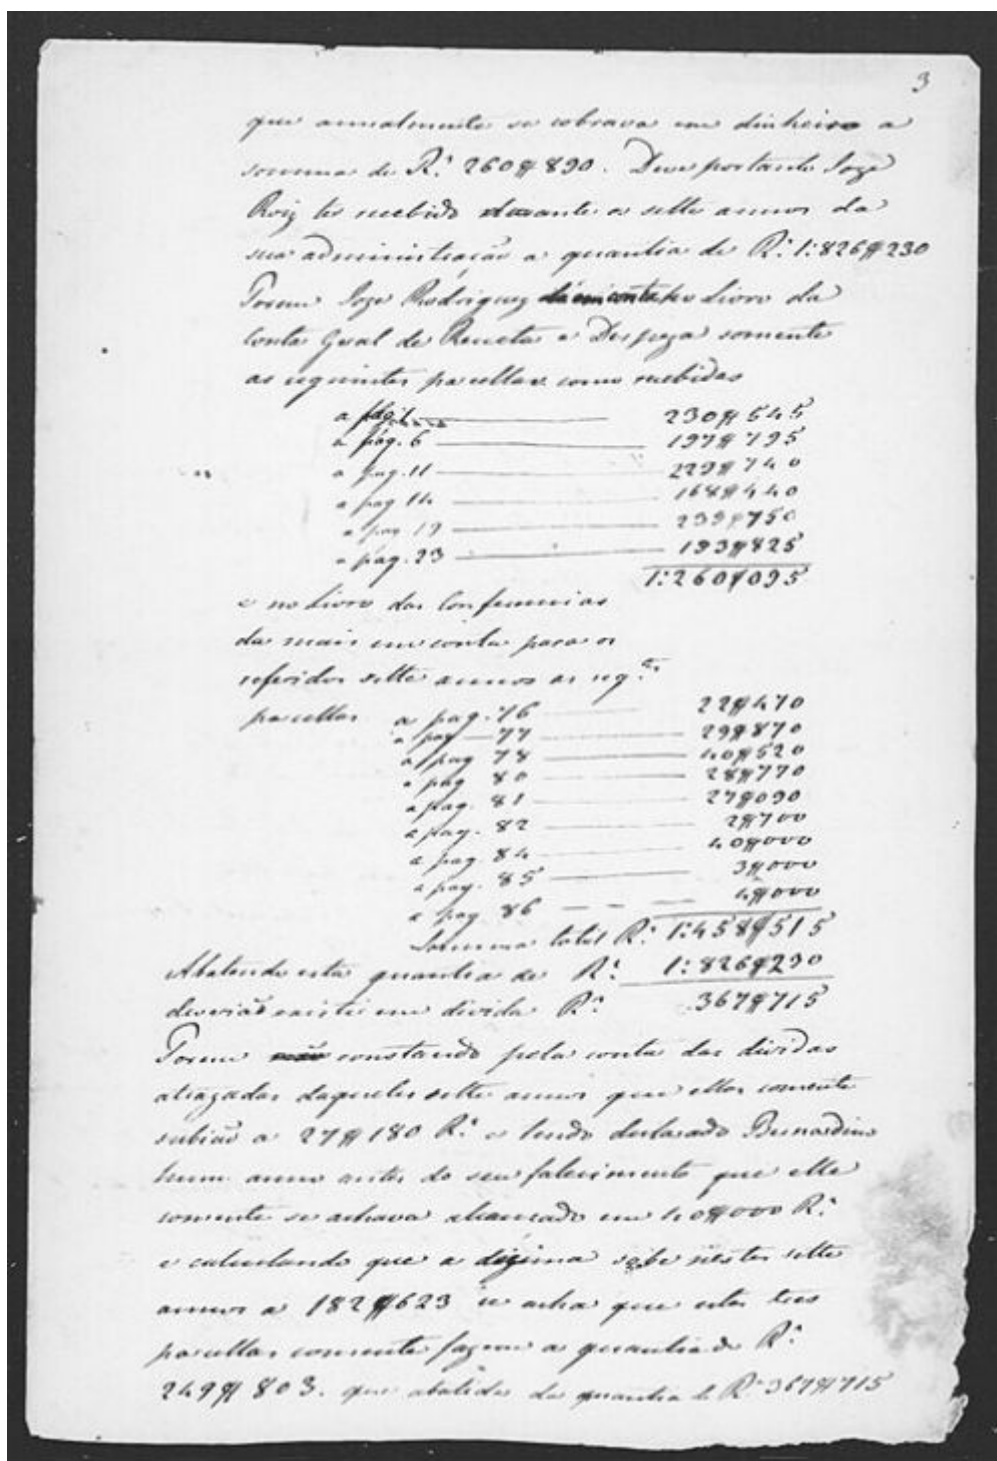 3
que annualmente se cobrava em dinheiro a
somma de R.s 260$890. Deve portanto Joze
Roiz ter recebido durante os sette annos da
sua administração a quantia de R.s 1:826$230
Porem Joze Rodriguez no Livro da
Conta Geral de Receita e Despeza somente
as seguintes parcellas como recebidas
a pág. 1 230$545
a pág. 6 197$795
a pag. 11 229$740
a pag 14 168$440
a pag 19 239$750
a pag. 23 193$825
1:260$095
e no Livro das Conferencias
da mais em conta para os
referidos sette annos as seg.tes
parcellas a pag. 76 22$470
a pag 77 29$870
a pag 78 40$520
a pag 80 28$770
a pag. 81 27$090
a pag. 82 2$700
a pag. 84 40$000
a pag. 85 3$000
a pag 86 4$000
Somma total R.s 1:458$515
Abatendo esta quantia de R.s 1:826$230
deverião existir em divida R.s 367$715
Porem constando pela conta das dividas
atrazadas daquelles sette annos que ellas somente
subião a 27$180 R.s e tendo declarado Bernardino
hum anno antes do seu falecimento que elle
somente se achava alcançado em 40$000 R.s
e calculando que a dizima sobe nestes sette
annos a 182$623 se acha que estas tres
parcellas somente fazem a quantia de R.s
249$803. que abatida da quantia de R.s 367$715